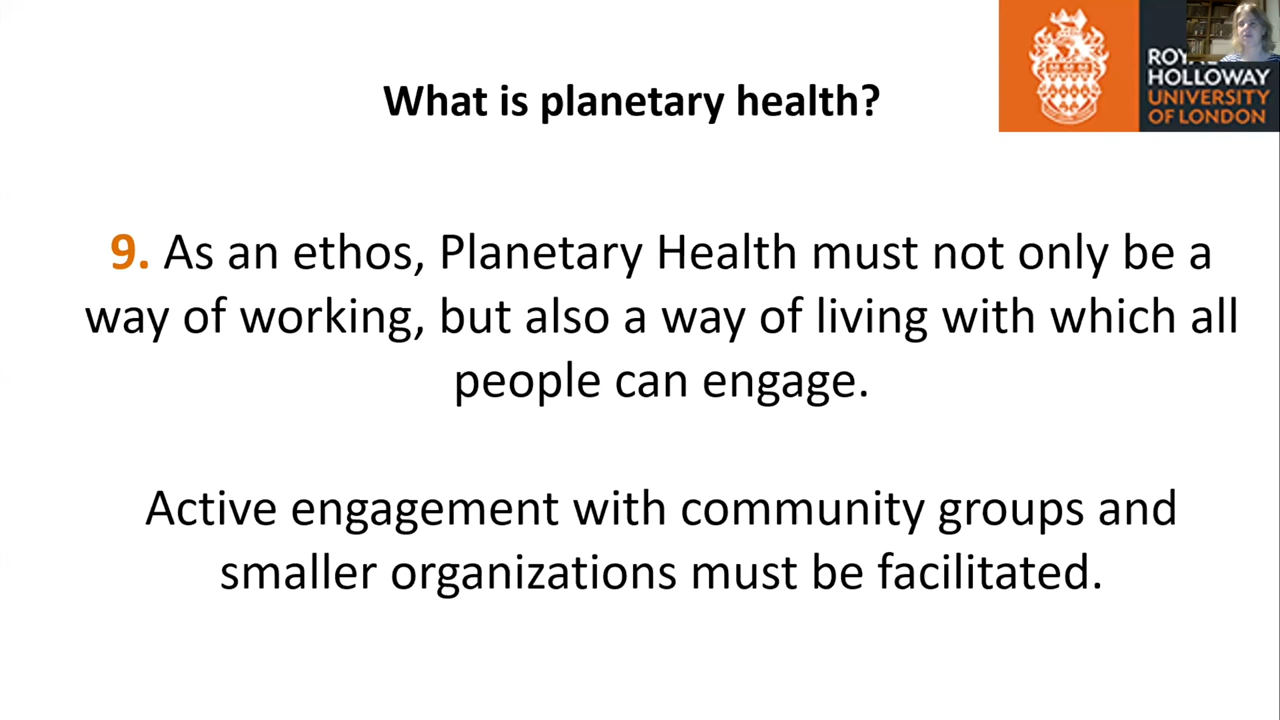 What is planetary health?
HOLLOWAY
UNIVERSITY
OF LONDON
9. As an ethos, Planetary Health must not only be a
way of working, but also a way of living with which all
people can engage.
Active engagement with community groups and
smaller organizations must be facilitated.